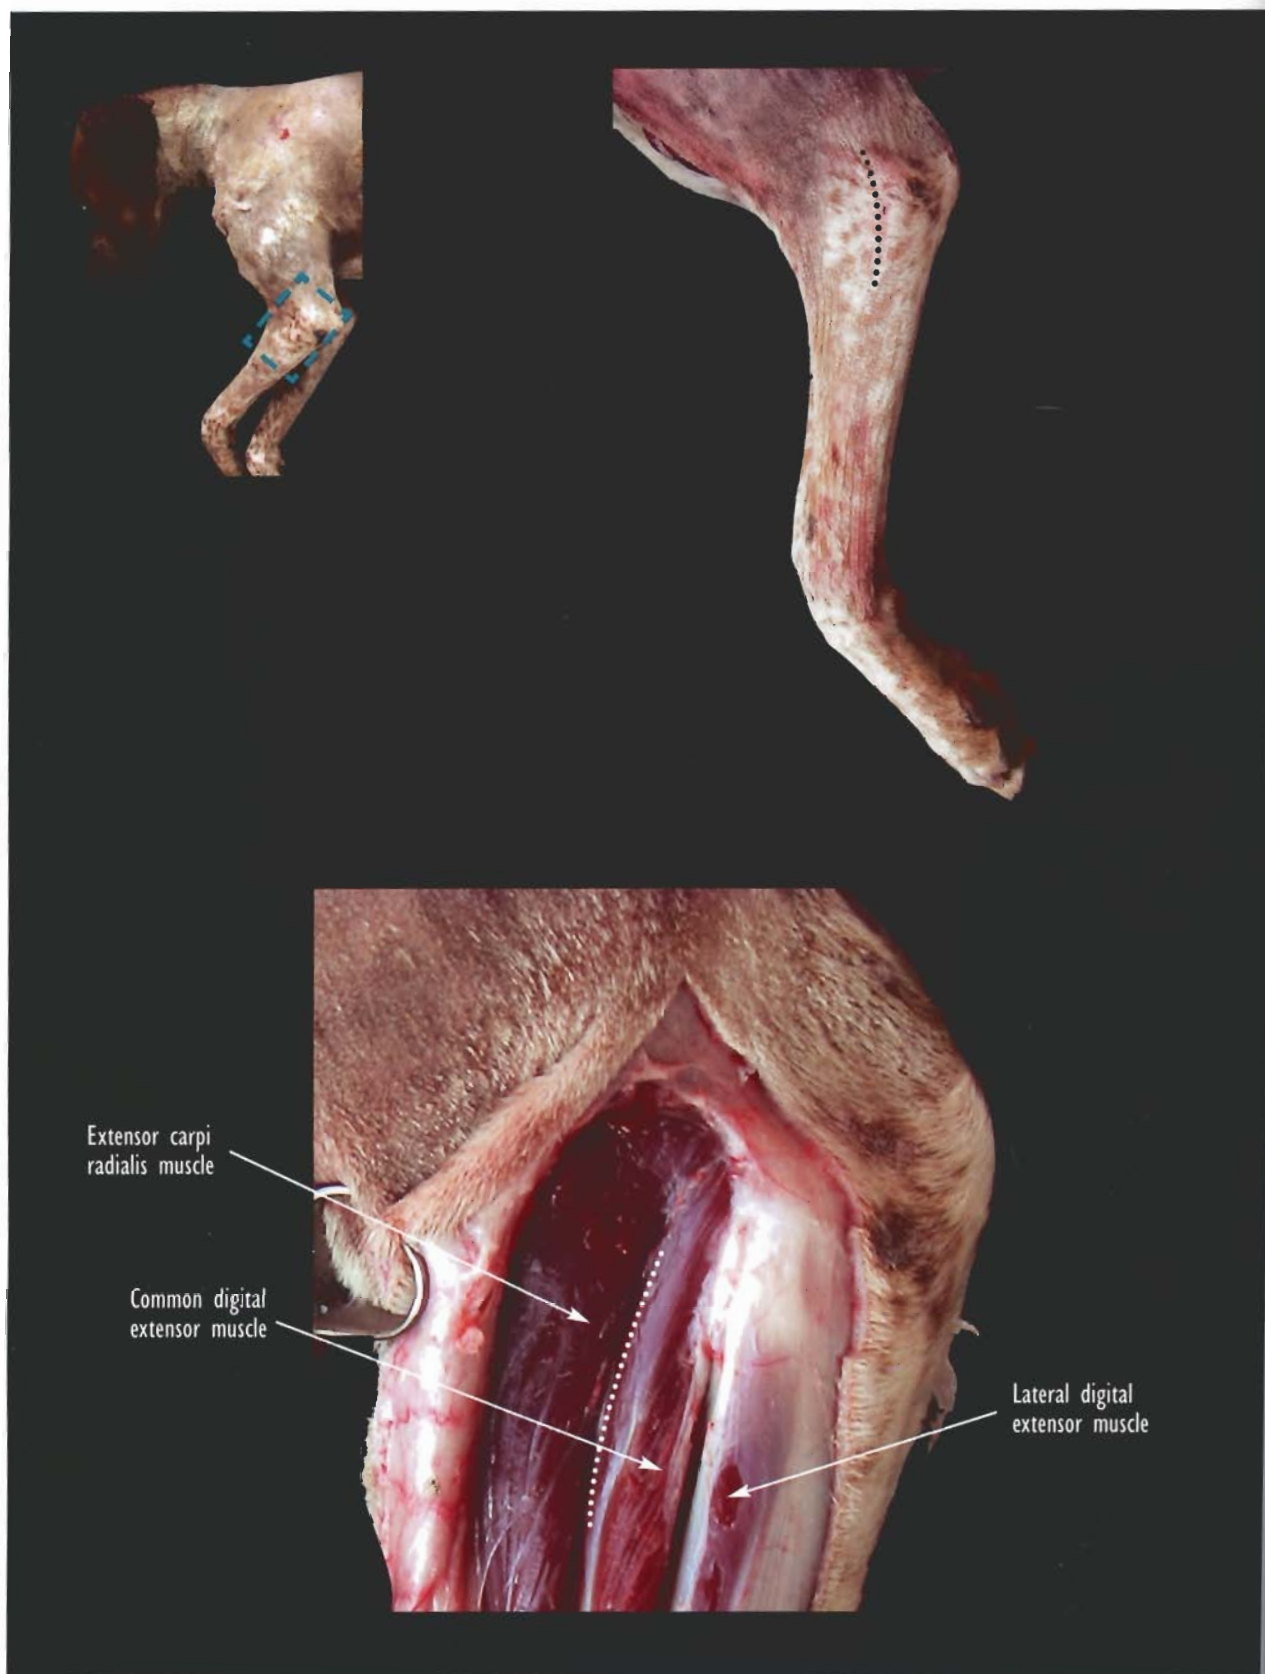 Extensor carpi
radialis muscle
Common digital
extensor muscle
Lateral digital
extensor muscle